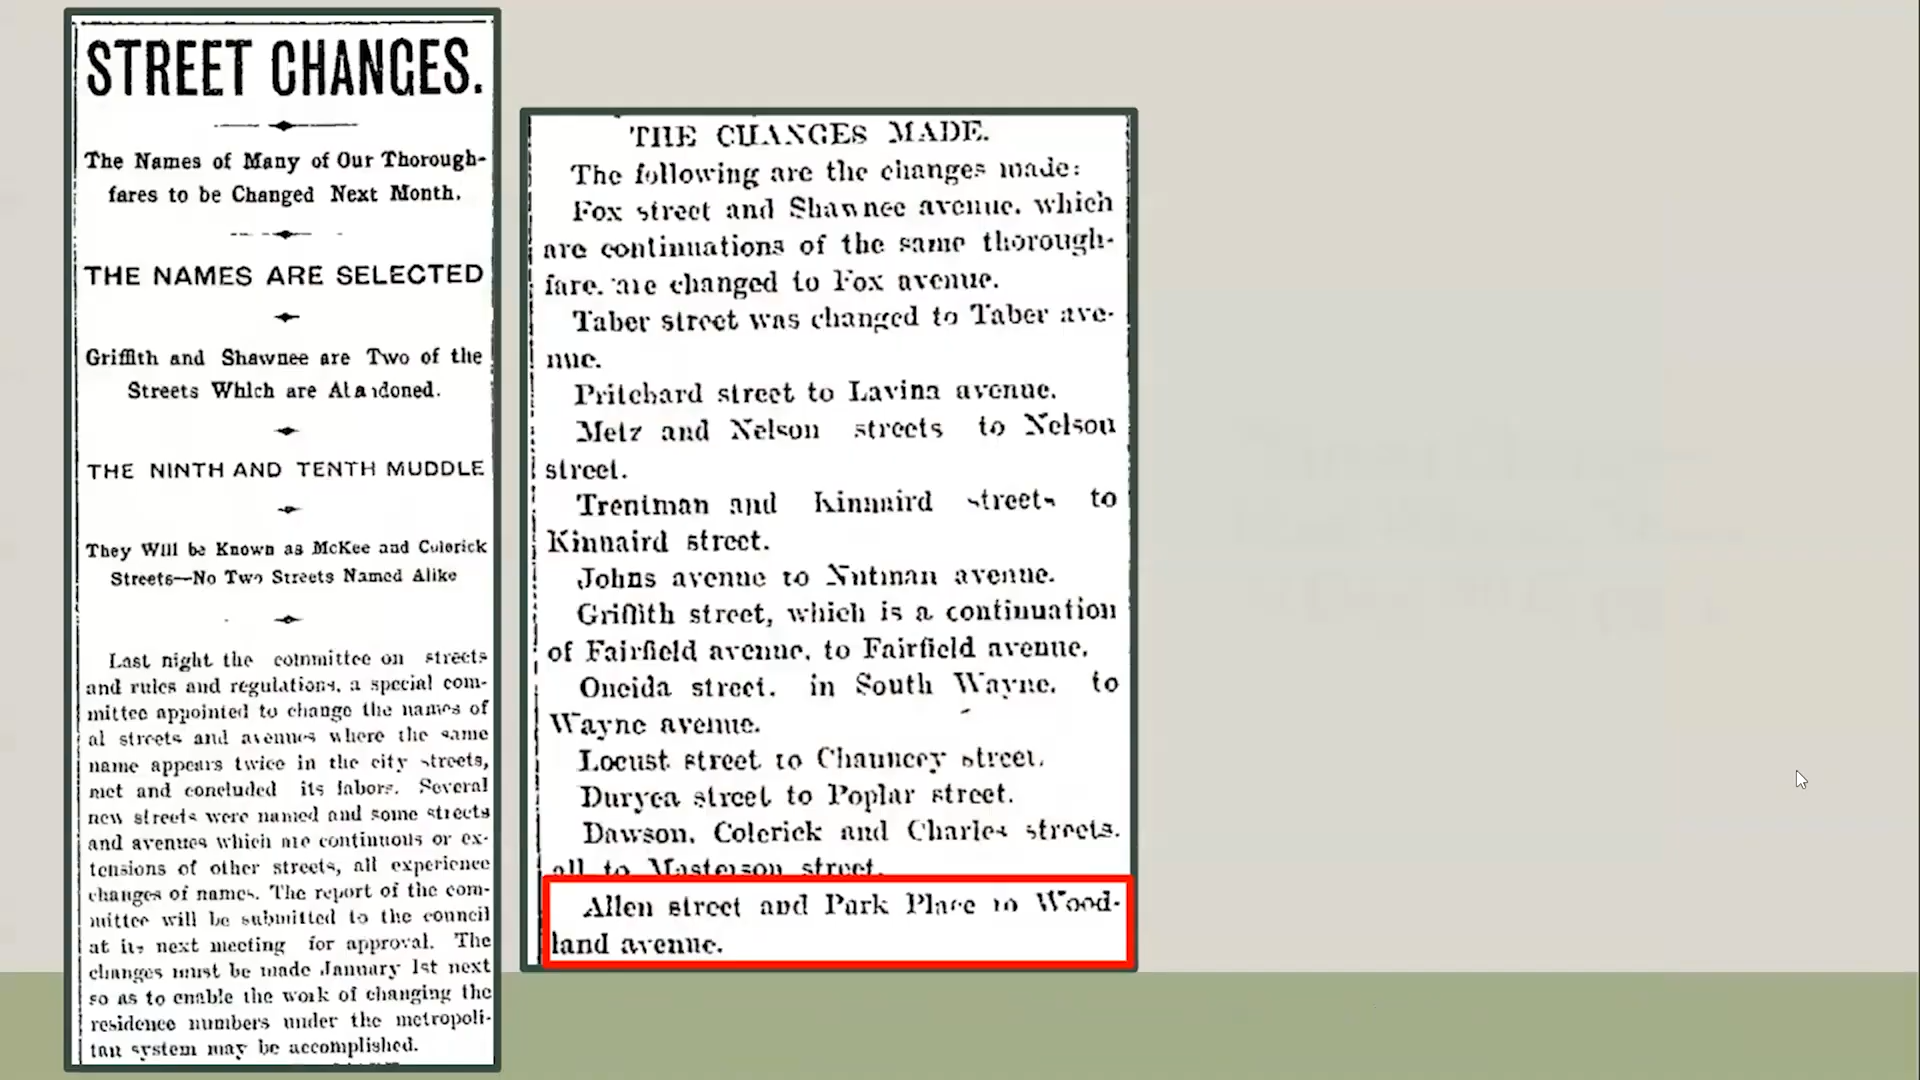 STREET CHANGES.
The Names of Many of Our Thorough-
fares to be Changed Next Month.
THE NAMES ARE SELECTED
Griffith and Shawnee are Two of the
Streets Which are Abandoned.
THE NINTH AND TENTH MUDDLE
They Will be Known as McKee and Colerick
Streets—No Two Streets Named Alike
Last night the committee on streets
and rules and regulations, a special com-
mittee appointed to change the names of
al streets and avenues where the same
name appears twice in the city streets,
met and concluded its labors. Several
new streets were named and some streets
and avenues which are continuous or ex-
tensions of other streets, all experience
changes of names. The report of the com-
mittee will be submitted to the council
at its next meeting for approval. The
changes must be made January 1st next
so as to enable the work of changing the
residence numbers under the metropoli-
tan system may be accomplished.
THE CHANGES MADE.
The following are the changes made:
Fox street and Shawnee avenue, which
are continuations of the same thorough-
fare, are changed to Fox avenue.
Taber street was changed to Taber ave-
nue.
Pritchard street to Lavina avenue.
Metz and Nelson streets to Nelson
street.
Trentman and Kinnaird streets to
Kinnaird street.
Johns avenue to Nutman avenue.
Griffith street, which is a continuation
of Fairfield avenue, to Fairfield avenue.
Oneida street, in South Wayne, to
Wayne avenue.
Locust street to Chauncey street.
Duryea street to Poplar street.
Dawson, Colerick and Charles streets,
all to Masterson street.
Allen street and Park Place to Wood-
land avenue.